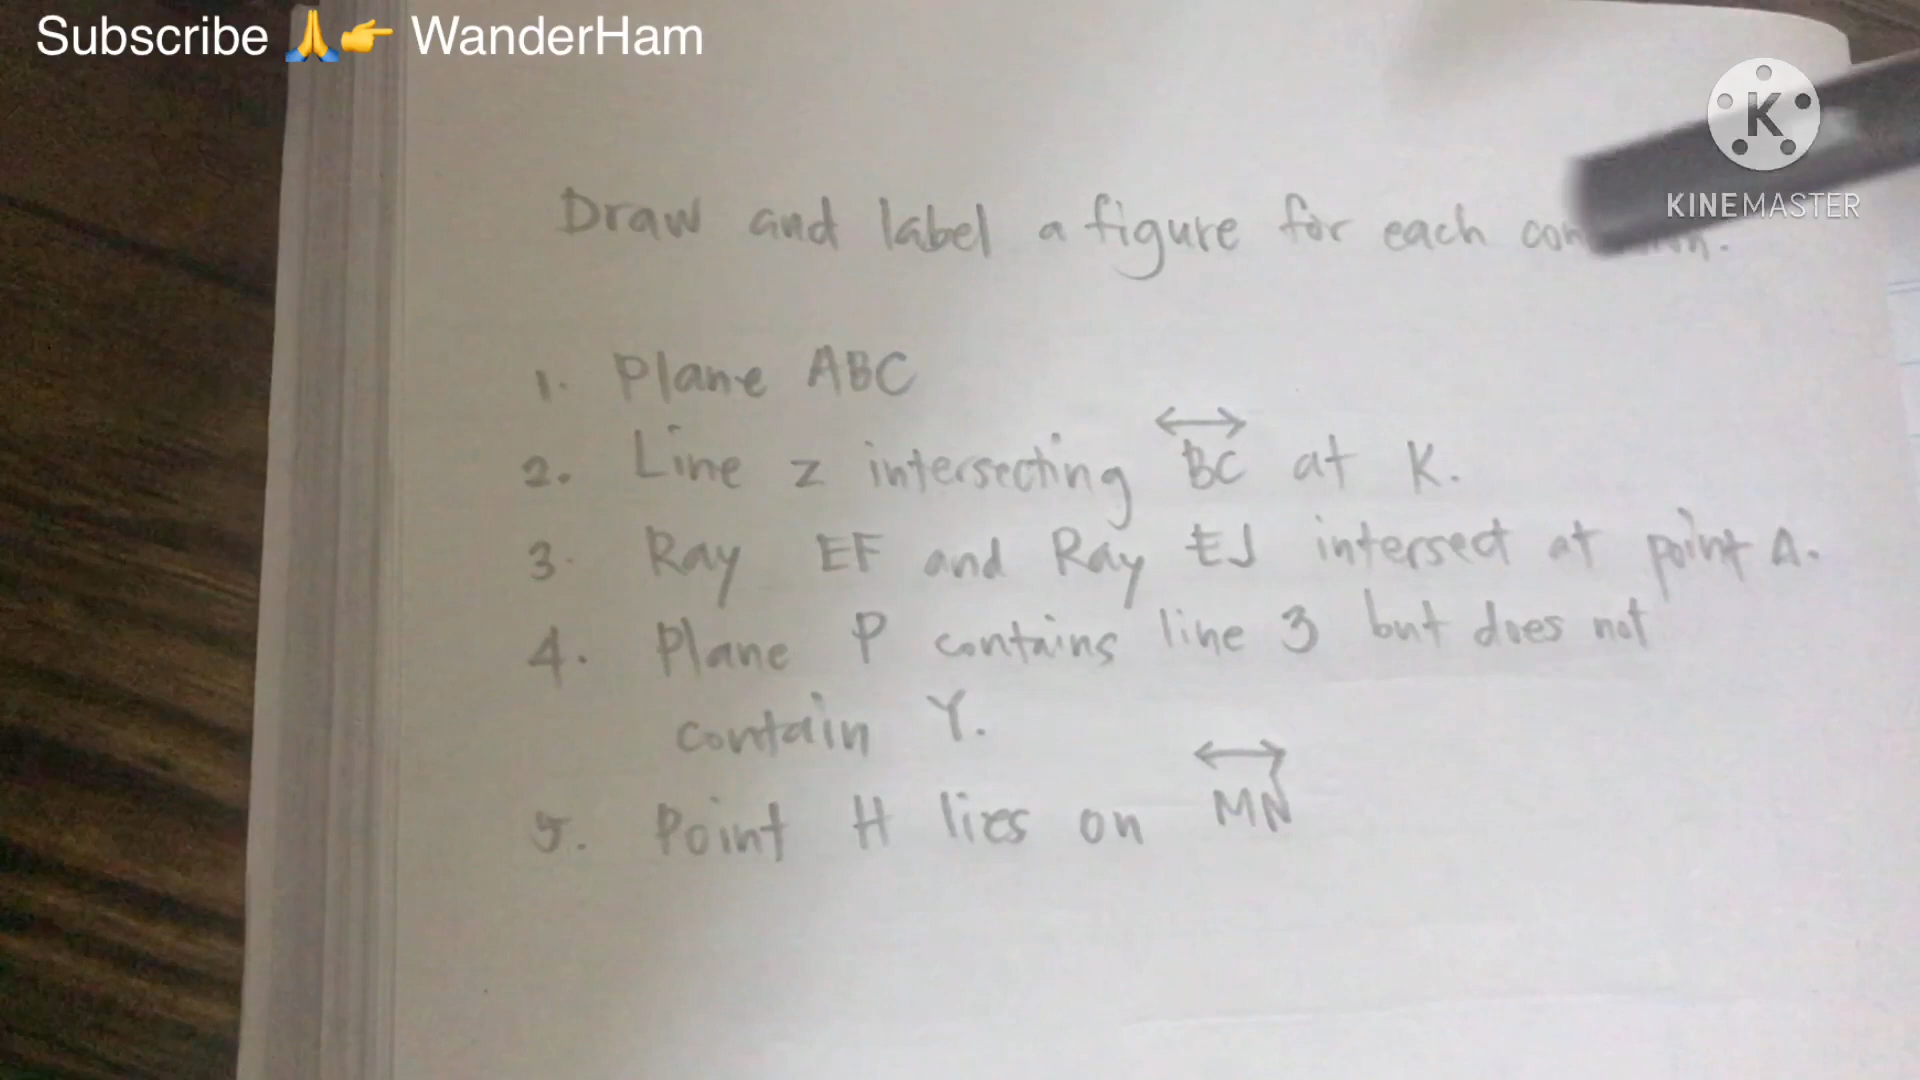 Subscribe 🙏👉 WanderHam
K
KINEMASTER
Draw and label a figure for each
1. Plane ABC
2. Line z intersecting BC at K.
3. Ray EF and Ray EJ intersect at point A.
4. Plane P contains line 3 but does not
contain Y.
5. Point H lies on MN